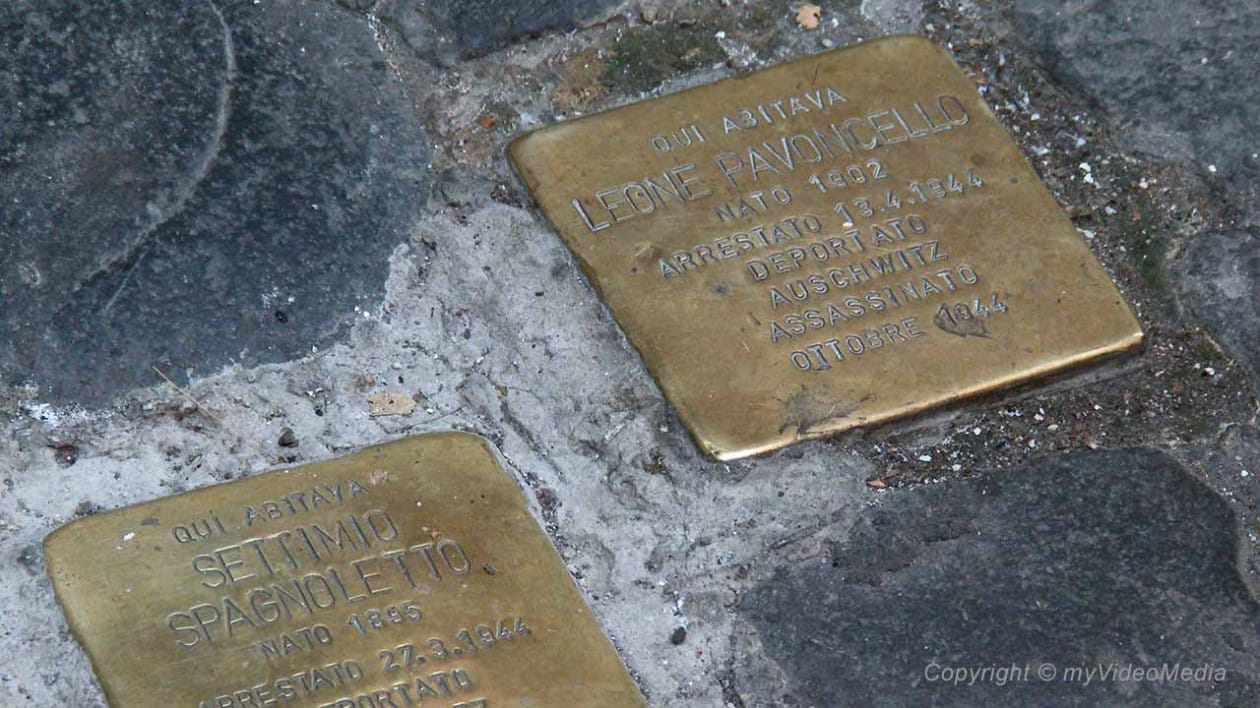 QUI ABITAVA
LEONE PAVONCELLO
NATO 1902
ARRESTATO 13.4.1944
DEPORTATO
AUSCHWITZ
ASSASSINATO
OTTOBRE 1944
QUI ABITAVA
SETTIMIO
SPAGNOLETTO
NATO 1895
ARRESTATO 27.3.1944
DEPORTATO
Copyright © myVideoMedia